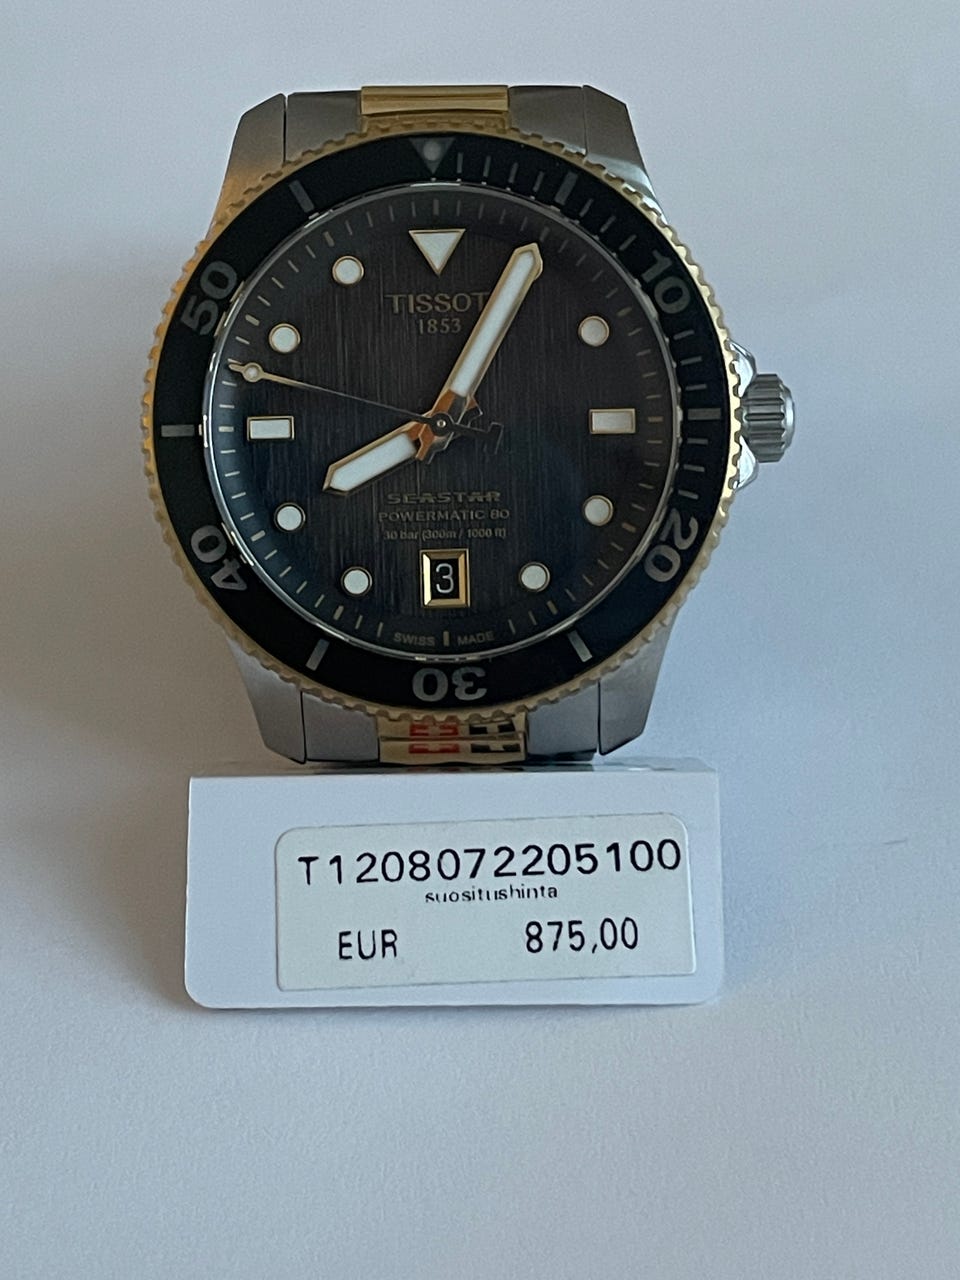 TISSOT
1853
SEASTAR
POWERMATIC 80
30 bar (300m / 1000 ft)
3
SWISS MADE
10
20
30
40
50
T1208072205100
suositushinta
EUR 875,00